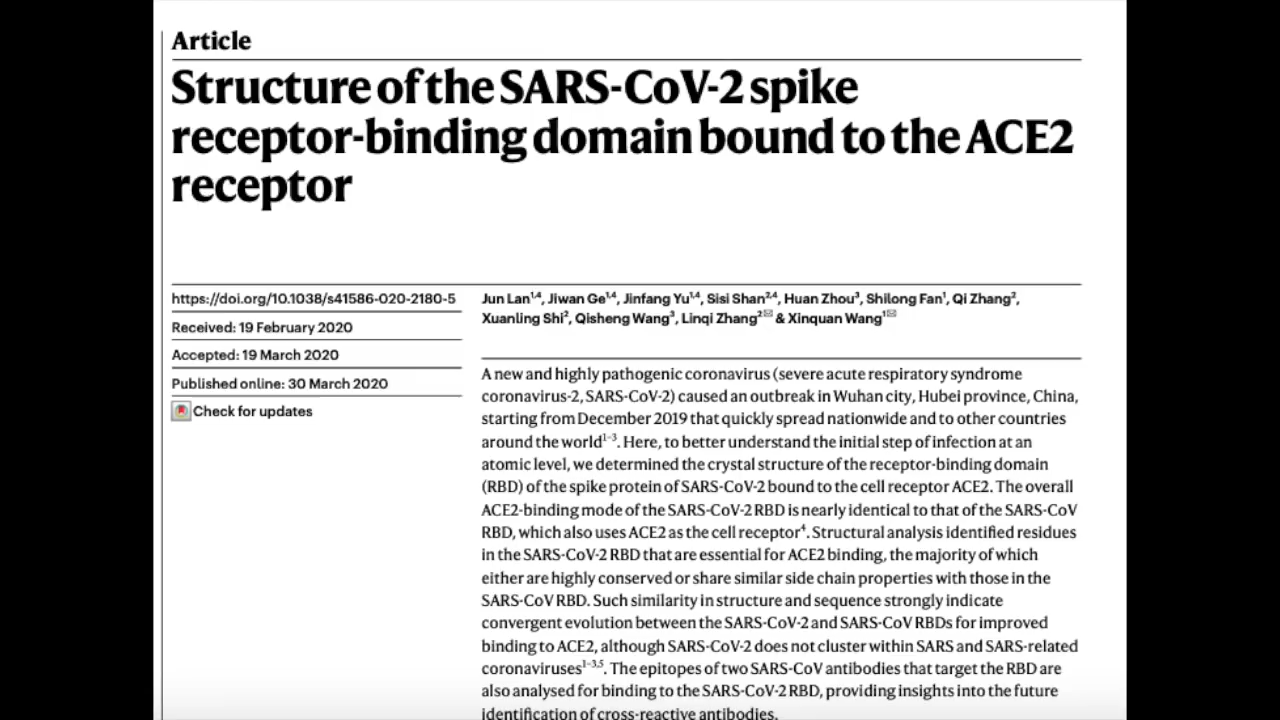 Article
Structure of the SARS-CoV-2 spike
receptor-binding domain bound to the ACE2
receptor
https://doi.org/10.1038/s41586-020-2180-5
Received: 19 February 2020
Accepted: 19 March 2020
Published online: 30 March 2020
Check for updates
Jun Lan1,4, Jiwan Ge1,4, Jinfang Yu1,4, Sisi Shan2,4, Huan Zhou3, Shilong Fan1, Qi Zhang2,
Xuanling Shi2, Qisheng Wang3, Linqi Zhang2✉ & Xinquan Wang1✉
A new and highly pathogenic coronavirus (severe acute respiratory syndrome
coronavirus-2, SARS-CoV-2) caused an outbreak in Wuhan city, Hubei province, China,
starting from December 2019 that quickly spread nationwide and to other countries
around the world1–3. Here, to better understand the initial step of infection at an
atomic level, we determined the crystal structure of the receptor-binding domain
(RBD) of the spike protein of SARS-CoV-2 bound to the cell receptor ACE2. The overall
ACE2-binding mode of the SARS-CoV-2 RBD is nearly identical to that of the SARS-CoV
RBD, which also uses ACE2 as the cell receptor4. Structural analysis identified residues
in the SARS-CoV-2 RBD that are essential for ACE2 binding, the majority of which
either are highly conserved or share similar side chain properties with those in the
SARS-CoV RBD. Such similarity in structure and sequence strongly indicate
convergent evolution between the SARS-CoV-2 and SARS-CoV RBDs for improved
binding to ACE2, although SARS-CoV-2 does not cluster within SARS and SARS-related
coronaviruses1–3,5. The epitopes of two SARS-CoV antibodies that target the RBD are
also analysed for binding to the SARS-CoV-2 RBD, providing insights into the future
identification of cross-reactive antibodies.